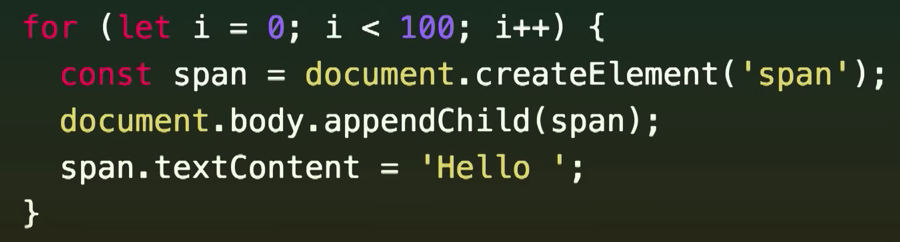 for (let i = 0; i < 100; i++) {
  const span = document.createElement('span');
  document.body.appendChild(span);
  span.textContent = 'Hello ';
}